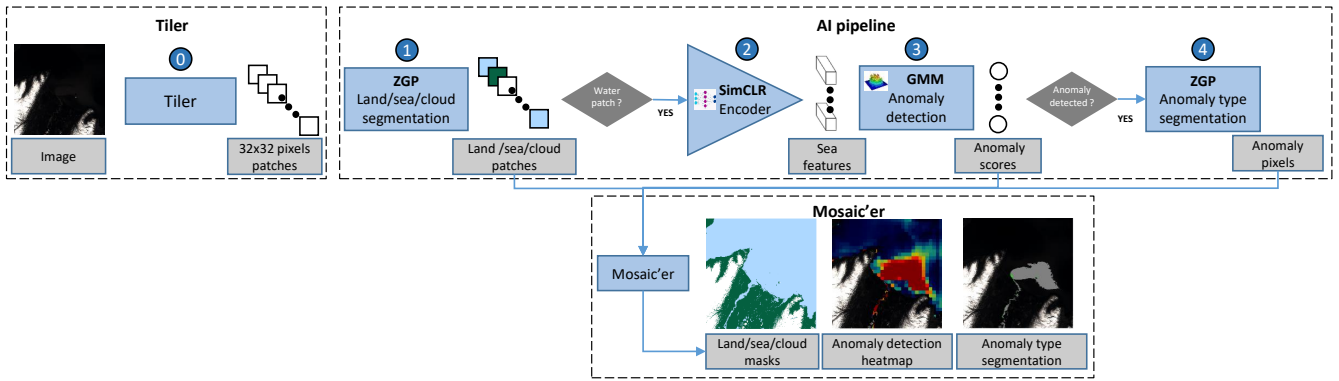 Tiler
0
Tiler
Image
32x32 pixels
patches
AI pipeline
1
ZGP
Land/sea/cloud
segmentation
Land /sea/cloud
patches
Water
patch ?
YES
2
SimCLR
Encoder
Sea
features
3
GMM
Anomaly
detection
Anomaly
scores
Anomaly
detected ?
YES
4
ZGP
Anomaly type
segmentation
Anomaly
pixels
Mosaic'er
Mosaic'er
Land/sea/cloud
masks
Anomaly detection
heatmap
Anomaly type
segmentation